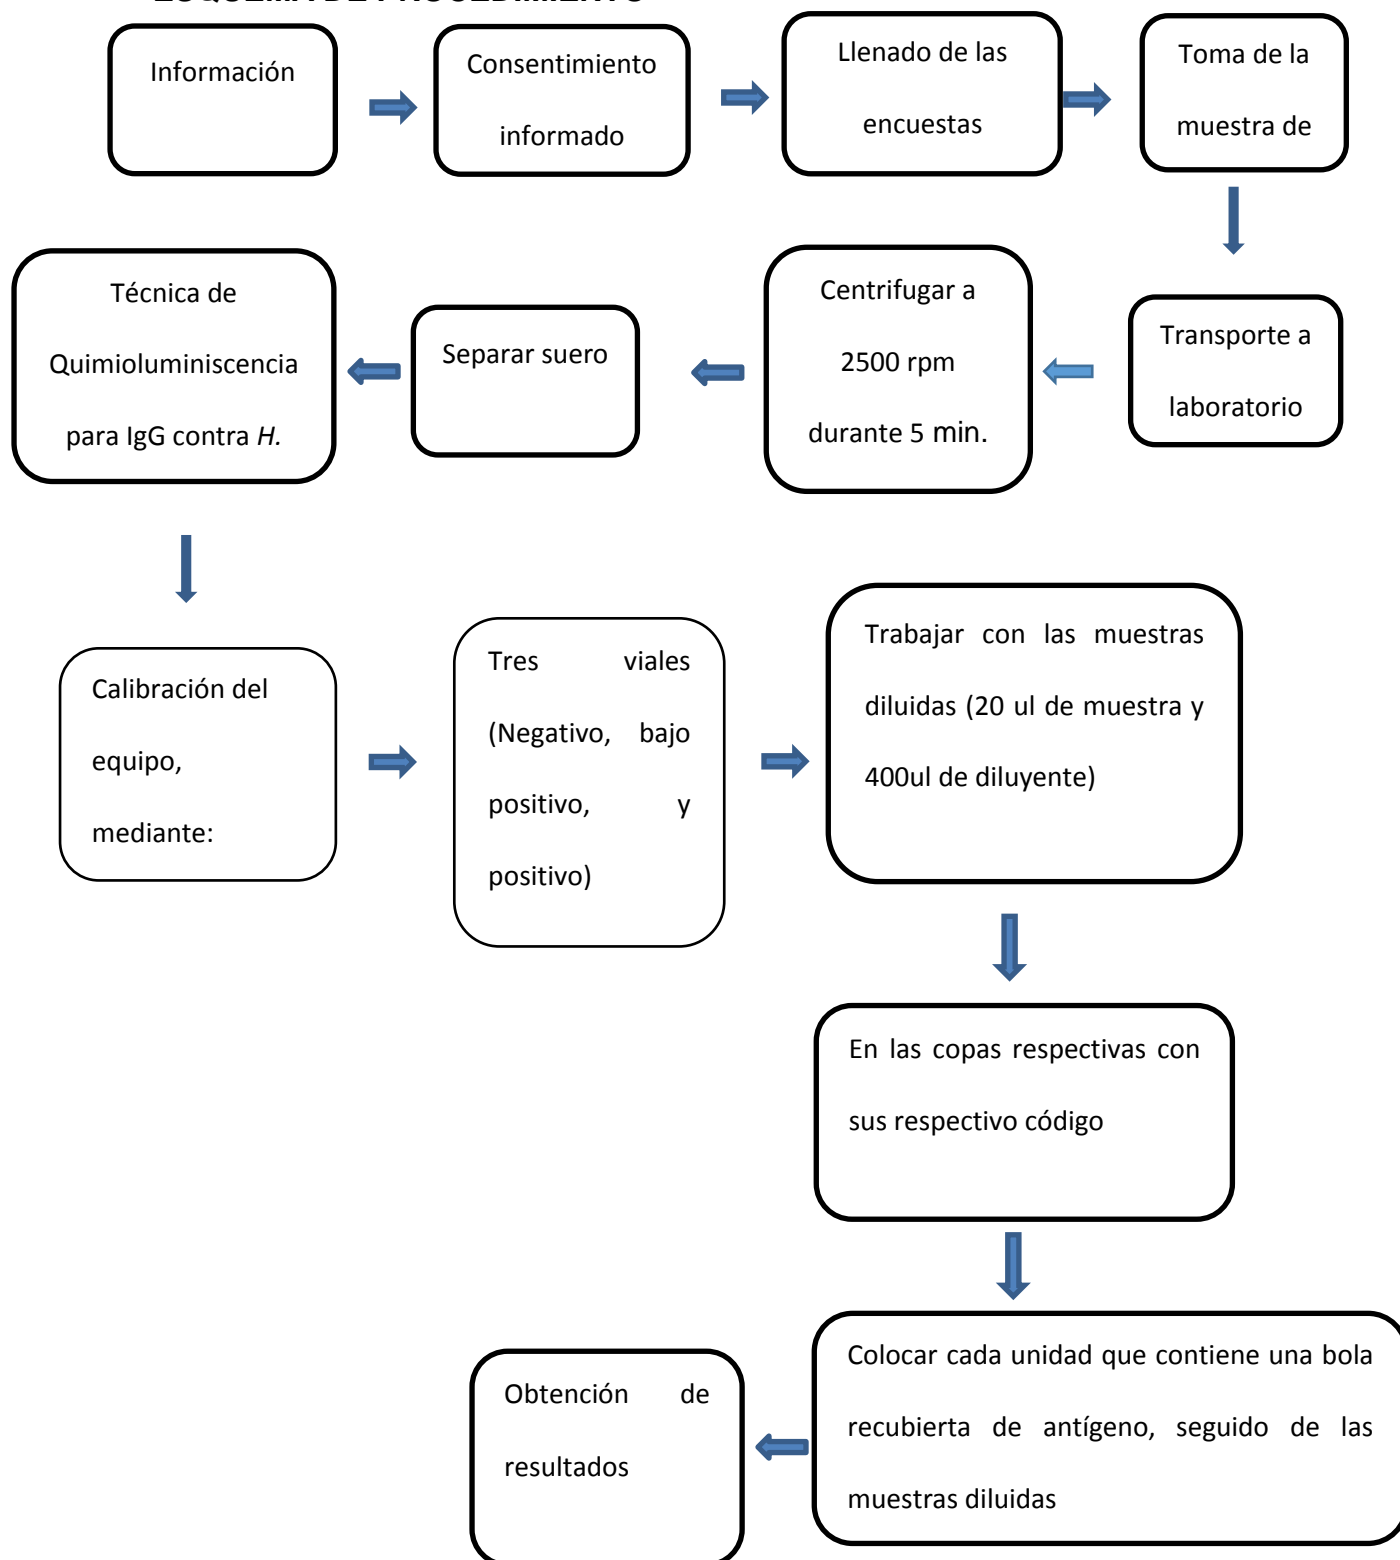 ESQUEMA DE PROCEDIMIENTO
Información
Consentimiento
informado
Llenado de las
encuestas
Toma de la
muestra de
Transporte a
laboratorio
Centrifugar a
2500 rpm
durante 5 min.
Separar suero
Técnica de
Quimioluminiscencia
para IgG contra H.
Calibración del
equipo,
mediante:
Tres viales
(Negativo, bajo
positivo, y
positivo)
Trabajar con las muestras
diluidas (20 ul de muestra y
400ul de diluyente)
En las copas respectivas con
sus respectivo código
Colocar cada unidad que contiene una bola
recubierta de antígeno, seguido de las
muestras diluidas
Obtención de
resultados